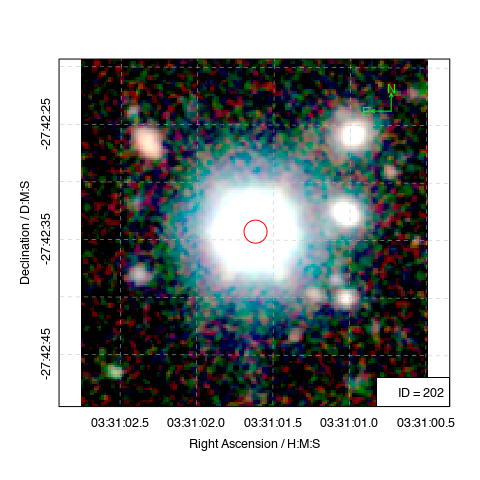 N
E
-27:42:25
-27:42:35
-27:42:45
Declination / D:M:S
ID = 202
03:31:02.5 03:31:02.0 03:31:01.5 03:31:01.0 03:31:00.5
Right Ascension / H:M:S